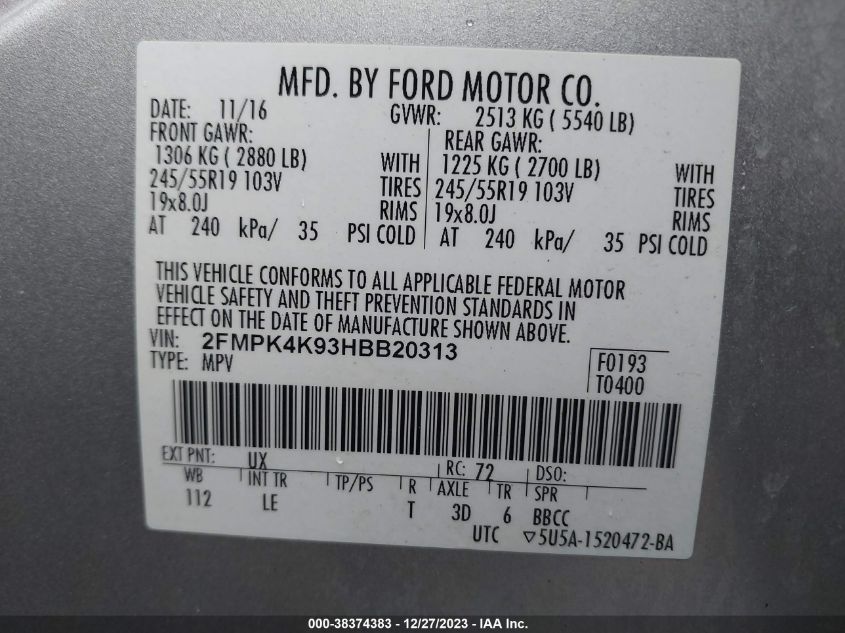 MFD. BY FORD MOTOR CO.
DATE: 11/16 GVWR: 2513 KG ( 5540 LB)
FRONT GAWR: REAR GAWR:
1306 KG ( 2880 LB) WITH 1225 KG ( 2700 LB) WITH
245/55R19 103V TIRES 245/55R19 103V TIRES
19x8.0J RIMS 19x8.0J RIMS
AT 240 kPa/ 35 PSI COLD AT 240 kPa/ 35 PSI COLD
THIS VEHICLE CONFORMS TO ALL APPLICABLE FEDERAL MOTOR
VEHICLE SAFETY AND THEFT PREVENTION STANDARDS IN
EFFECT ON THE DATE OF MANUFACTURE SHOWN ABOVE.
VIN: 2FMPK4K93HBB20313
TYPE: MPV F0193
T0400
EXT PNT: UX RC: 72 DSO:
WB INT TR TP/PS R AXLE TR SPR
112 LE T 3D 6 BBCC
UTC ▽5U5A-1520472-BA
000-38374383 - 12/27/2023 - IAA Inc.